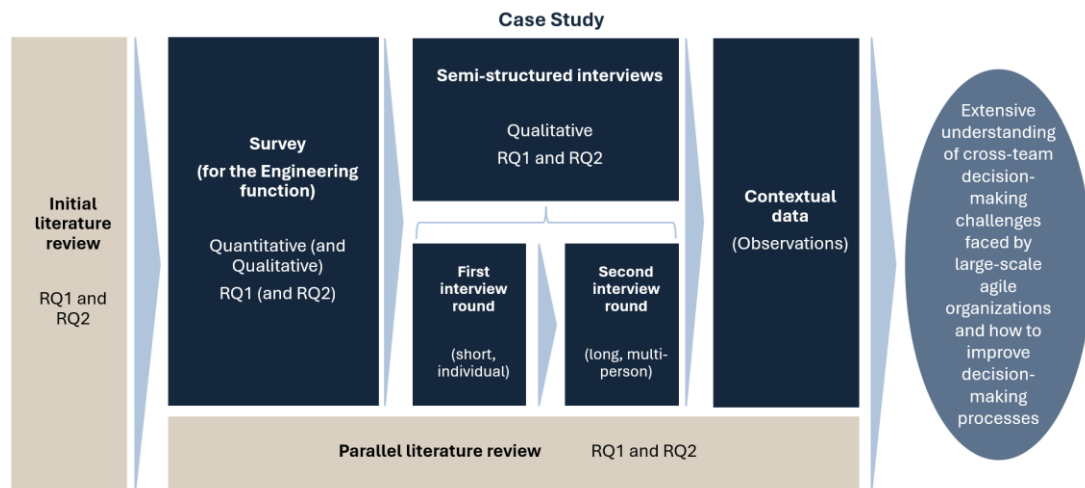 Case Study
Initial
literature
review
RQ1 and
RQ2
Survey
(for the Engineering
function)
Quantitative (and
Qualitative)
RQ1 (and RQ2)
Semi-structured interviews
Qualitative
RQ1 and RQ2
First
interview
round
(short,
individual)
Second
interview
round
(long, multi-
person)
Contextual
data
(Observations)
Parallel literature review RQ1 and RQ2
Extensive
understanding
of cross-team
decision-
making
challenges
faced by
large-scale
agile
organizations
and how to
improve
decision-
making
processes